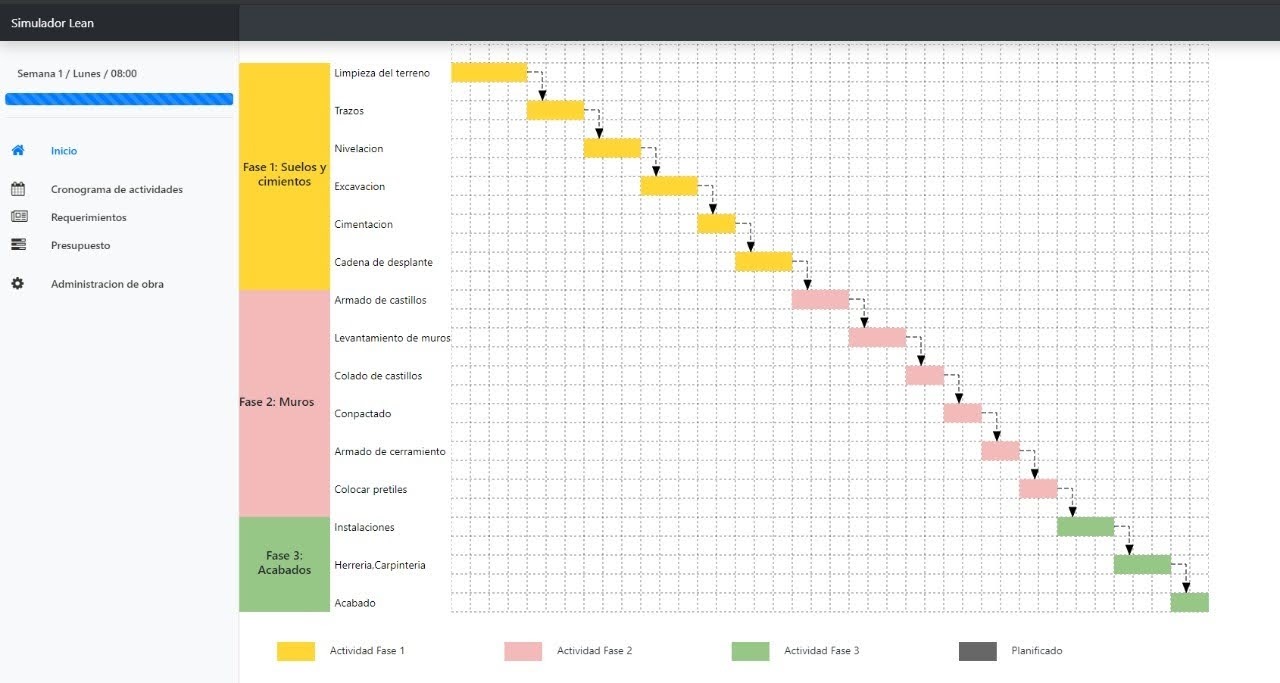 Simulador Lean
Semana 1 / Lunes / 08:00
Inicio
Cronograma de actividades
Requerimientos
Presupuesto
Administracion de obra
Fase 1: Suelos y
cimientos
Limpieza del terreno
Trazos
Nivelacion
Excavacion
Cimentacion
Cadena de desplante
Fase 2: Muros
Armado de castillos
Levantamiento de muros
Colado de castillos
Conpactado
Armado de cerramiento
Colocar pretiles
Fase 3:
Acabados
Instalaciones
Herreria,Carpinteria
Acabado
Actividad Fase 1
Actividad Fase 2
Actividad Fase 3
Planificado